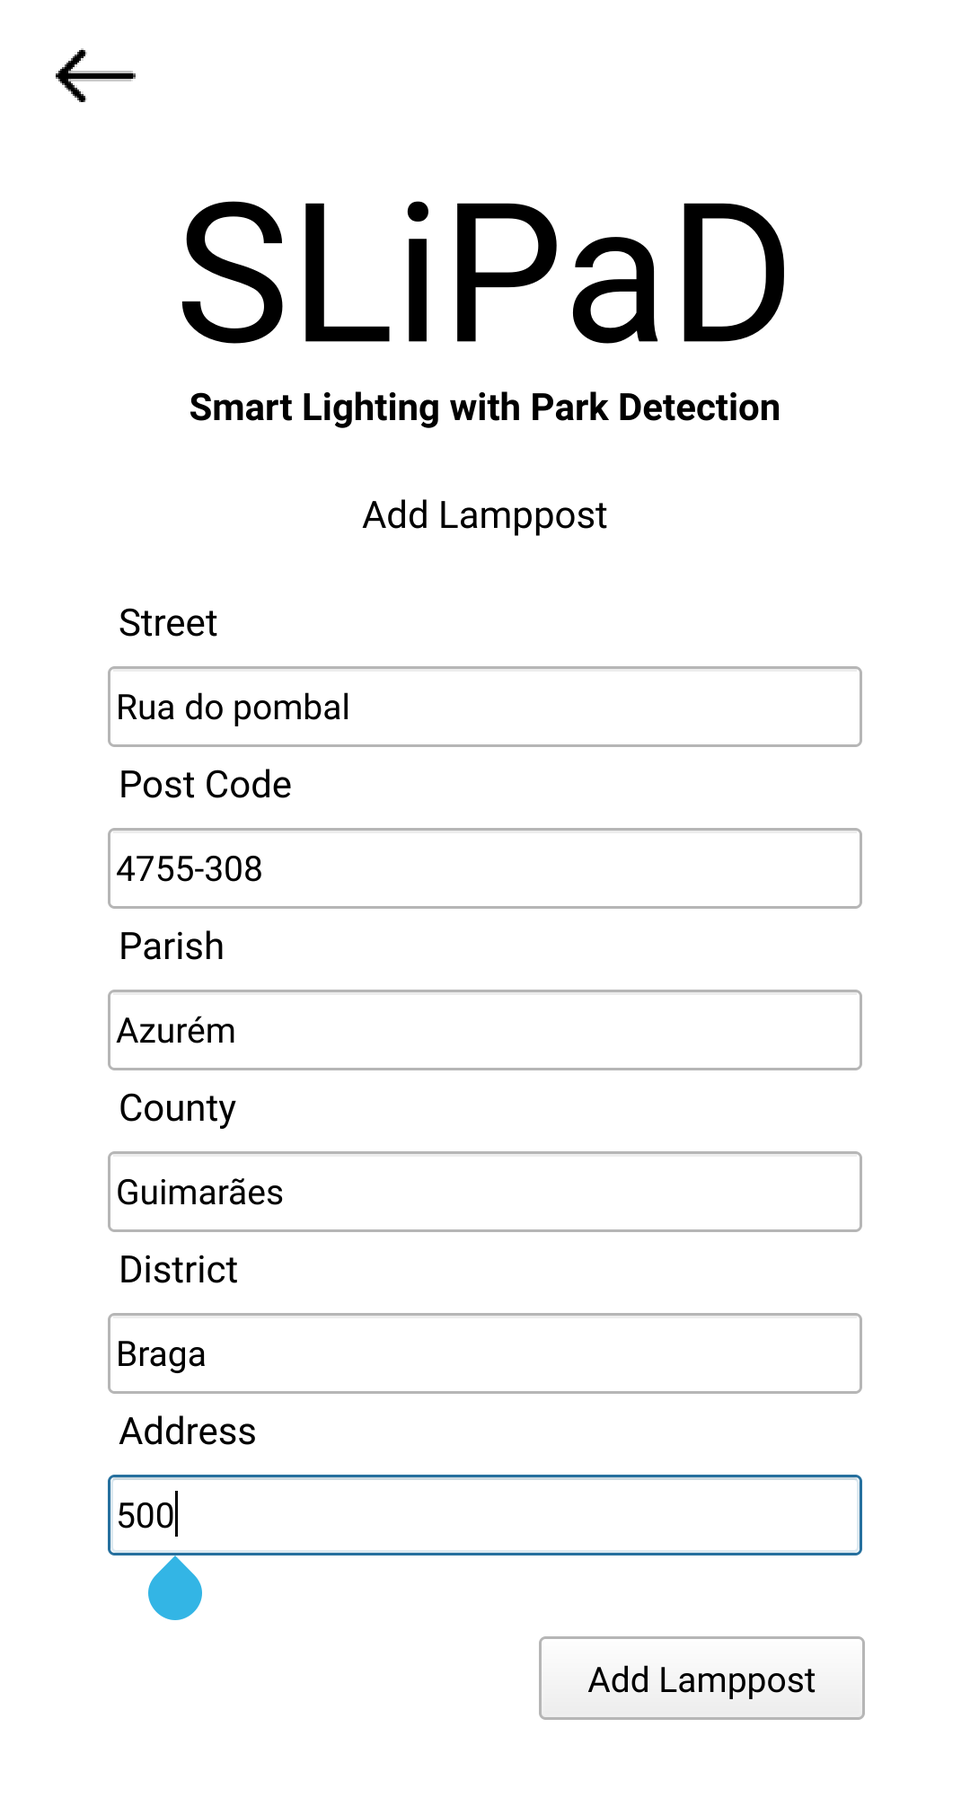 SLiPaD
Smart Lighting with Park Detection
Add Lamppost
Street
Rua do pombal
Post Code
4755-308
Parish
Azurém
County
Guimarães
District
Braga
Address
500
Add Lamppost